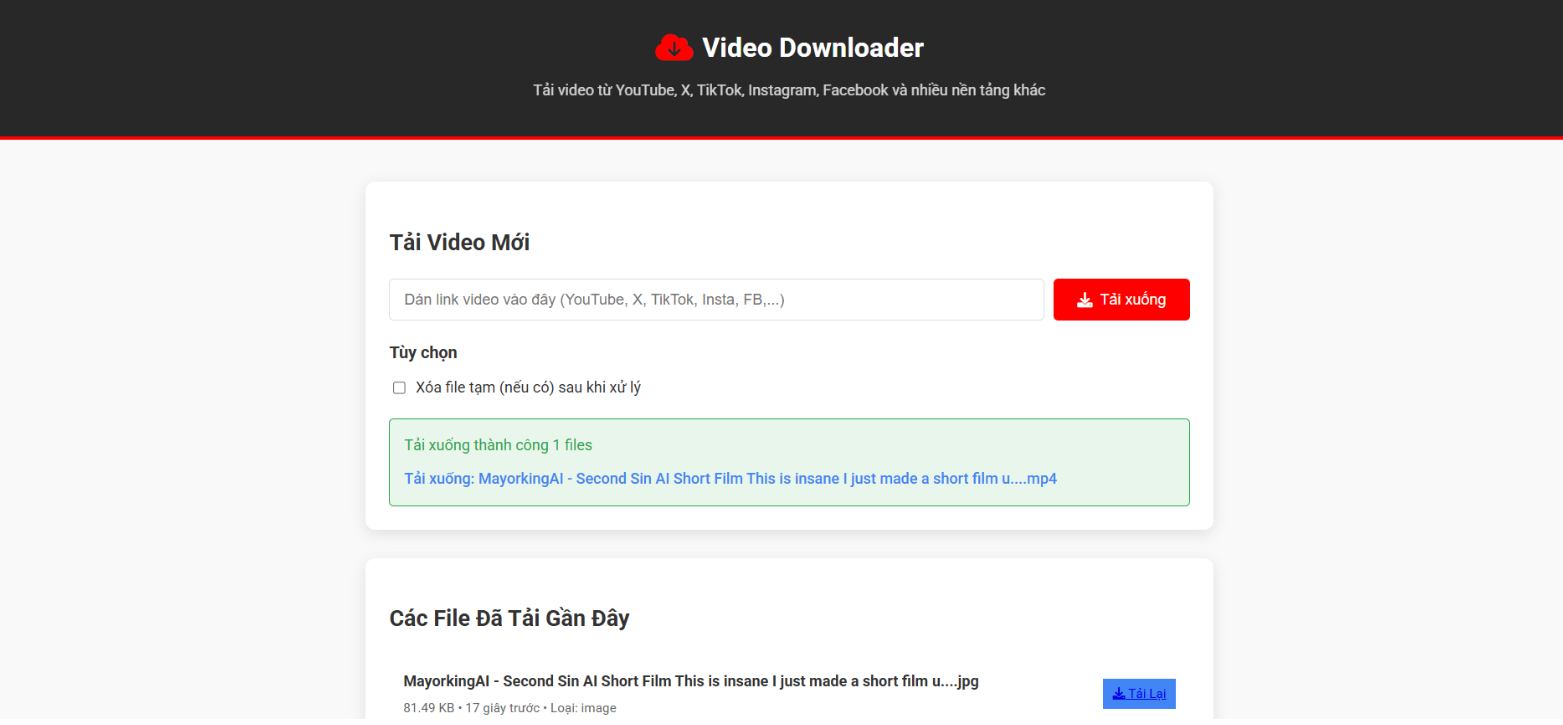 Video Downloader
Tải video từ YouTube, X, TikTok, Instagram, Facebook và nhiều nền tảng khác
Tải Video Mới
Dán link video vào đây (YouTube, X, TikTok, Insta, FB,...)
Tải xuống
Tùy chọn
Xóa file tạm (nếu có) sau khi xử lý
Tải xuống thành công 1 files
Tải xuống: MayorkingAI - Second Sin AI Short Film This is insane I just made a short film u....mp4
Các File Đã Tải Gần Đây
MayorkingAI - Second Sin AI Short Film This is insane I just made a short film u....jpg
Tải Lại
81.49 KB • 17 giây trước • Loại: image